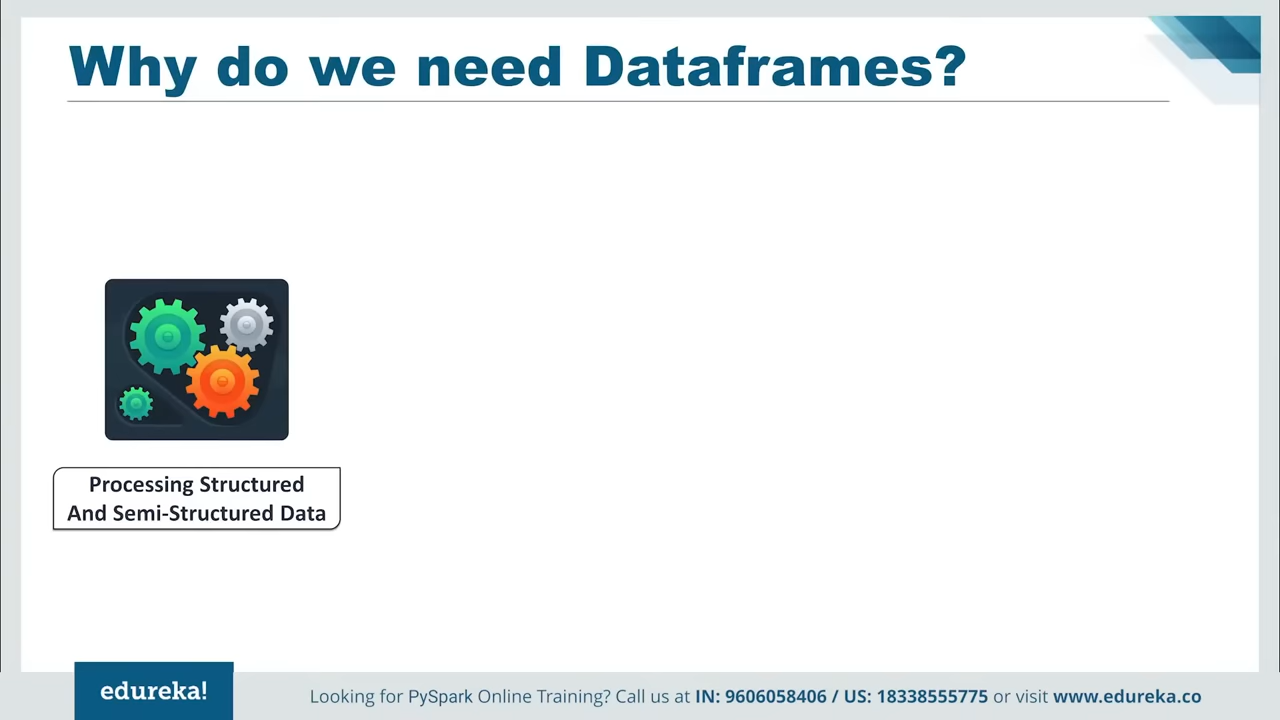 Why do we need Dataframes?
Processing Structured
And Semi-Structured Data
edureka!
Looking for PySpark Online Training? Call us at IN: 9606058406 / US: 18338555775 or visit www.edureka.co